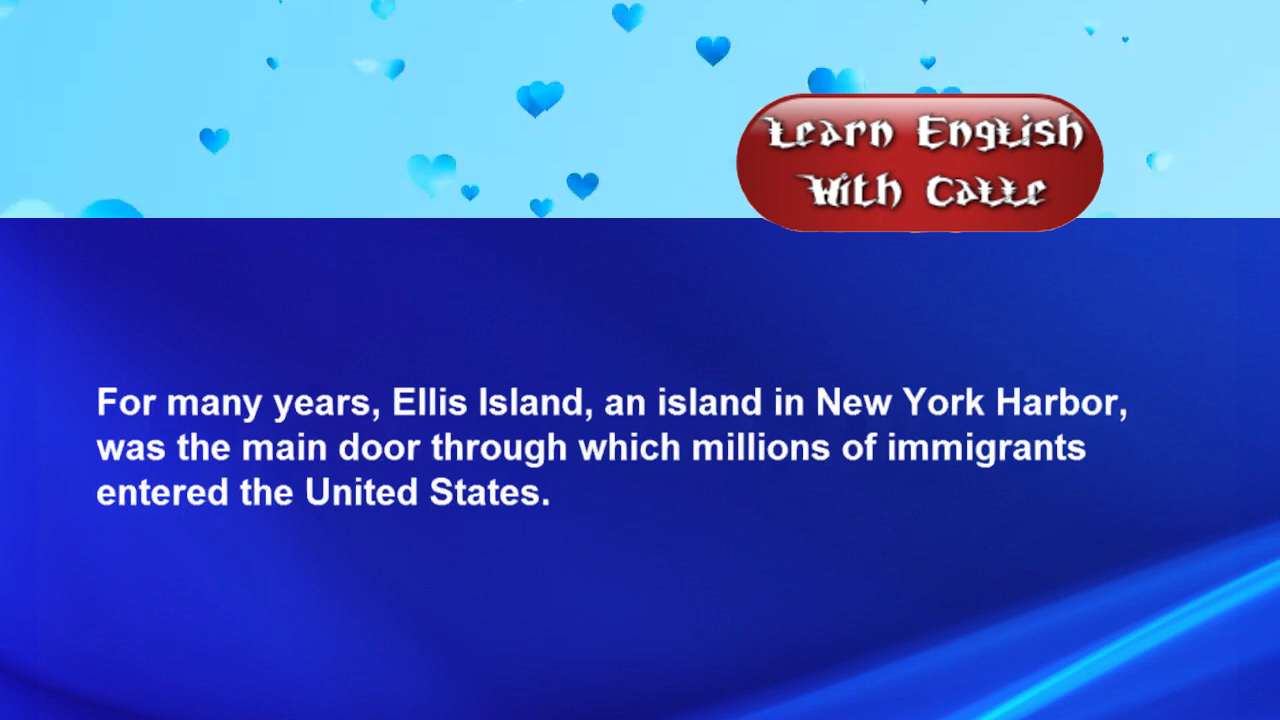 Learn English
With Calle
For many years, Ellis Island, an island in New York Harbor,
was the main door through which millions of immigrants
entered the United States.